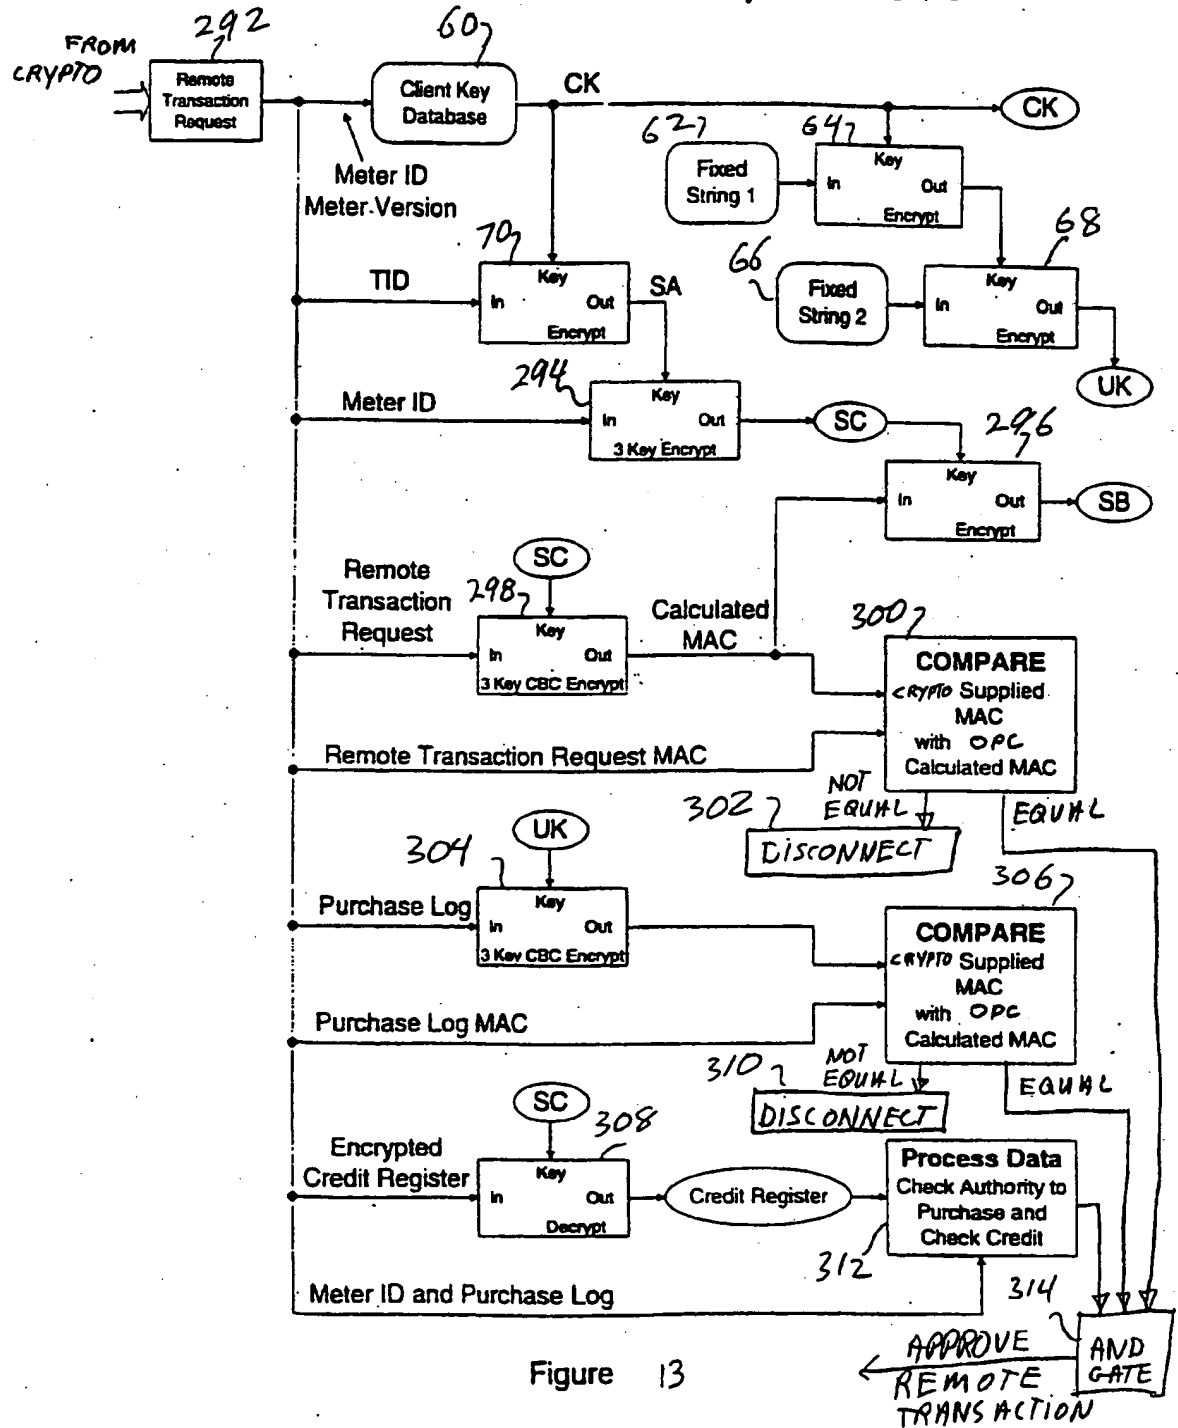 292
60
FROM
CRYPTO
Remote
Transaction
Request
Client Key
Database
CK
CK
Meter ID
Meter Version
62
Fixed
String 1
64
Key
In
Out
Encrypt
70
TID
Key
In
Out
Encrypt
SA
66
Fixed
String 2
68
Key
In
Out
Encrypt
UK
294
Meter ID
Key
In
Out
3 Key Encrypt
SC
296
Key
In
Out
Encrypt
SB
SC
Remote
Transaction
Request
298
Key
In
Out
3 Key CBC Encrypt
Calculated
MAC
300
COMPARE
CRYPTO Supplied
MAC
with OPC
Calculated MAC
Remote Transaction Request MAC
NOT
EQUAL
EQUAL
302
DISCONNECT
UK
304
Purchase Log
Key
In
Out
3 Key CBC Encrypt
306
COMPARE
CRYPTO Supplied
MAC
with OPC
Calculated MAC
Purchase Log MAC
NOT
EQUAL
EQUAL
310
DISCONNECT
SC
308
Encrypted
Credit Register
Key
In
Out
Decrypt
Credit Register
Process Data
Check Authority to
Purchase and
Check Credit
312
Meter ID and Purchase Log
314
AND
GATE
APPROVE
REMOTE
TRANSACTION
Figure 13